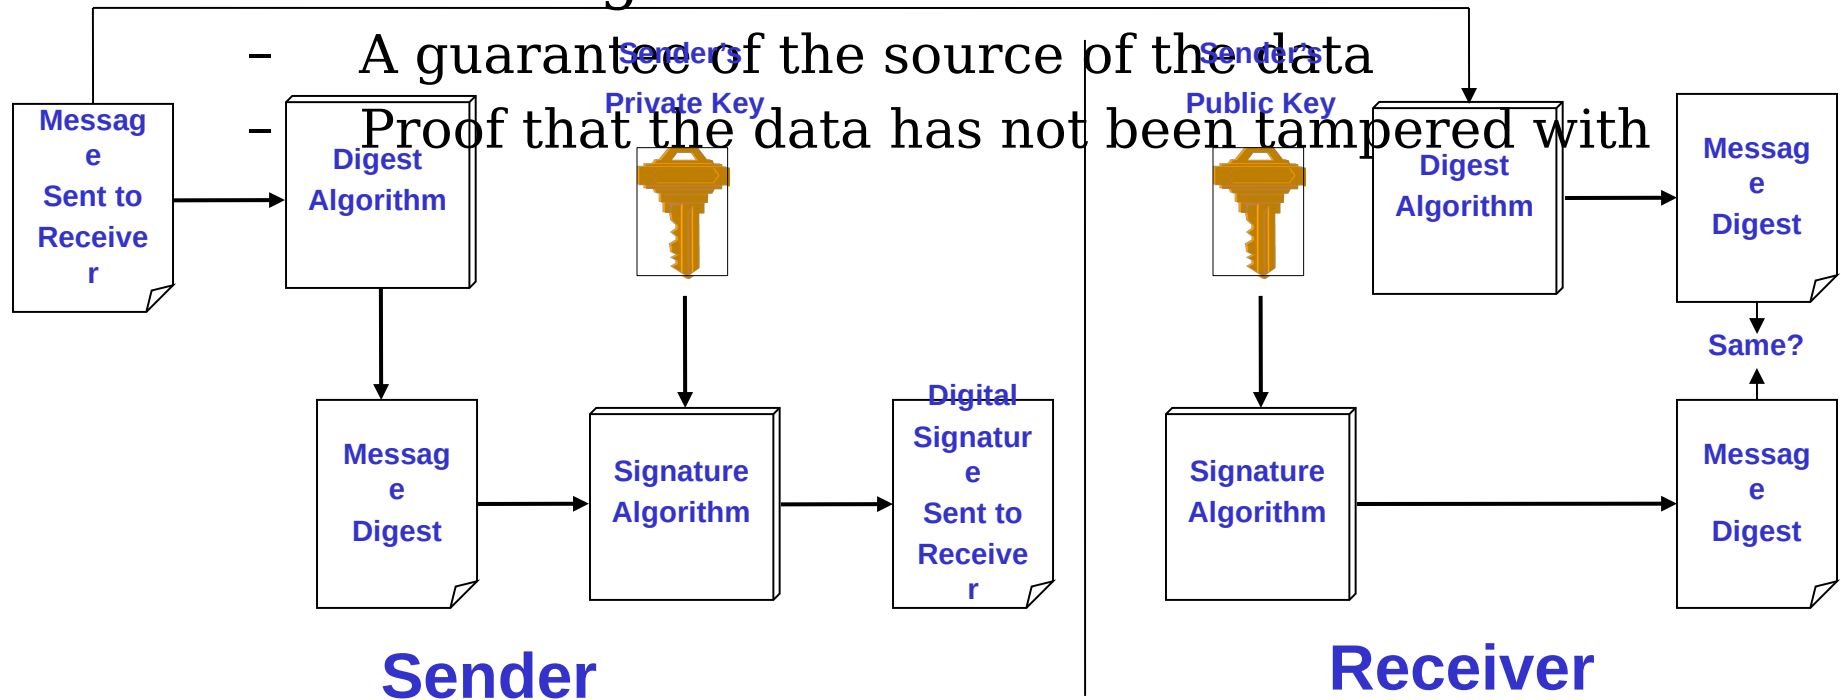 – A guarantee of the source of the data
– Proof that the data has not been tampered with
Messag
e
Sent to
Receive
r
Digest
Algorithm
Sender's
Private Key
Message
Digest
Signature
Algorithm
Digital
Signatur
e
Sent to
Receive
r
Sender
Sender's
Public Key
Digest
Algorithm
Messag
e
Digest
Same?
Signature
Algorithm
Messag
e
Digest
Receiver